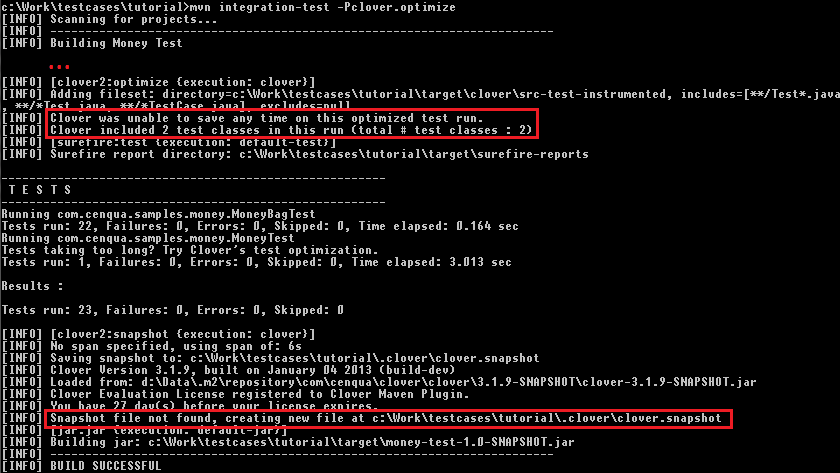 c:\Work\testcases\tutorial>mvn integration-test -Pclover.optimize
[INFO] Scanning for projects...
[INFO] ------------------------------------------------------------------------
[INFO] Building Money Test
...
[INFO] [clover2:optimize {execution: clover}]
[INFO] Adding fileset: directory=c:\Work\testcases\tutorial\target\clover\src-test-instrumented, includes=[**/Test*.java
, **/*Test.java, **/*TestCase.java], excludes=null
[INFO] Clover was unable to save any time on this optimized test run.
[INFO] Clover included 2 test classes in this run (total # test classes : 2)
[INFO] [surefire:test {execution: default-test}]
[INFO] Surefire report directory: c:\Work\testcases\tutorial\target\surefire-reports
-------------------------------------------------------
T E S T S
-------------------------------------------------------
Running com.cenqua.samples.money.MoneyBagTest
Tests run: 22, Failures: 0, Errors: 0, Skipped: 0, Time elapsed: 0.164 sec
Running com.cenqua.samples.money.MoneyTest
Tests taking too long? Try Clover's test optimization.
Tests run: 1, Failures: 0, Errors: 0, Skipped: 0, Time elapsed: 3.013 sec
Results :
Tests run: 23, Failures: 0, Errors: 0, Skipped: 0
[INFO] [clover2:snapshot {execution: clover}]
[INFO] No span specified, using span of: 6s
[INFO] Saving snapshot to: c:\Work\testcases\tutorial\.clover\clover.snapshot
[INFO] Clover Version 3.1.9, built on January 04 2013 (build-dev)
[INFO] Loaded from: d:\Data\.m2\repository\com\cenqua\clover\clover\3.1.9-SNAPSHOT\clover-3.1.9-SNAPSHOT.jar
[INFO] Clover Evaluation License registered to Clover Maven Plugin.
[INFO] You have 27 day(s) before your license expires.
[INFO] Snapshot file not found, creating new file at c:\Work\testcases\tutorial\.clover\clover.snapshot
[INFO] [jar:jar {execution: default-jar}]
[INFO] Building jar: c:\Work\testcases\tutorial\target\money-test-1.0-SNAPSHOT.jar
[INFO] ------------------------------------------------------------------------
[INFO] BUILD SUCCESSFUL